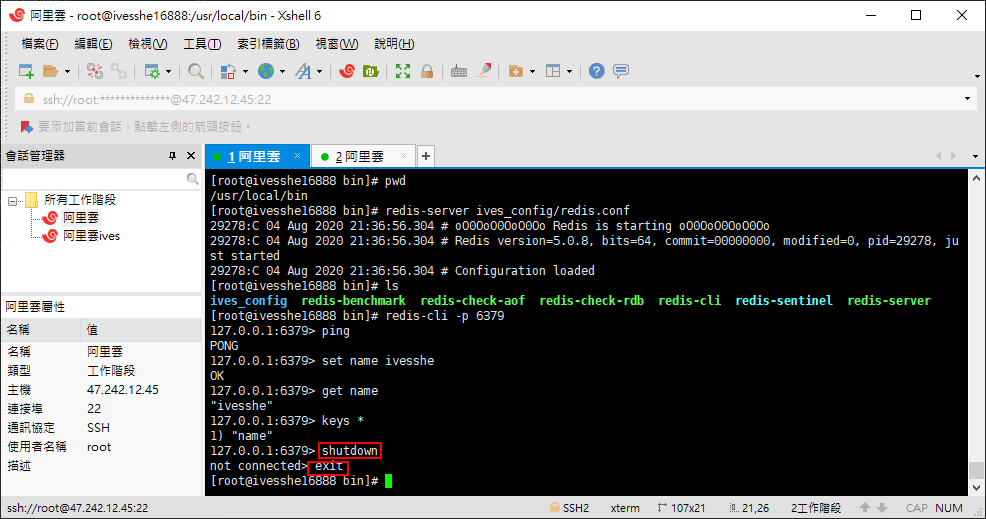 阿里雲 - root@ivesshe16888:/usr/local/bin - Xshell 6
檔案(F) 編輯(E) 檢視(V) 工具(T) 索引標籤(B) 視窗(W) 說明(H)
ssh://root:**************@47.242.12.45:22
要添加當前會話，點擊左側的箭頭按鈕。
會話管理器
所有工作階段
阿里雲
阿里雲ives
阿里雲屬性
名稱 值
名稱 阿里雲
類型 工作階段
主機 47.242.12.45
連接埠 22
通訊協定 SSH
使用者名稱 root
描述
1 阿里雲 × 2 阿里雲 × +
[root@ivesshe16888 bin]# pwd
/usr/local/bin
[root@ivesshe16888 bin]# redis-server ives_config/redis.conf
29278:C 04 Aug 2020 21:36:56.304 # oO0OoO0OoO0Oo Redis is starting oO0OoO0OoO0Oo
29278:C 04 Aug 2020 21:36:56.304 # Redis version=5.0.8, bits=64, commit=00000000, modified=0, pid=29278, ju
st started
29278:C 04 Aug 2020 21:36:56.304 # Configuration loaded
[root@ivesshe16888 bin]# ls
ives_config redis-benchmark redis-check-aof redis-check-rdb redis-cli redis-sentinel redis-server
[root@ivesshe16888 bin]# redis-cli -p 6379
127.0.0.1:6379> ping
PONG
127.0.0.1:6379> set name ivesshe
OK
127.0.0.1:6379> get name
"ivesshe"
127.0.0.1:6379> keys *
1) "name"
127.0.0.1:6379> shutdown
not connected> exit
[root@ivesshe16888 bin]#
ssh://root@47.242.12.45:22 SSH2 xterm 107x21 21,26 2工作階段 CAP NUM